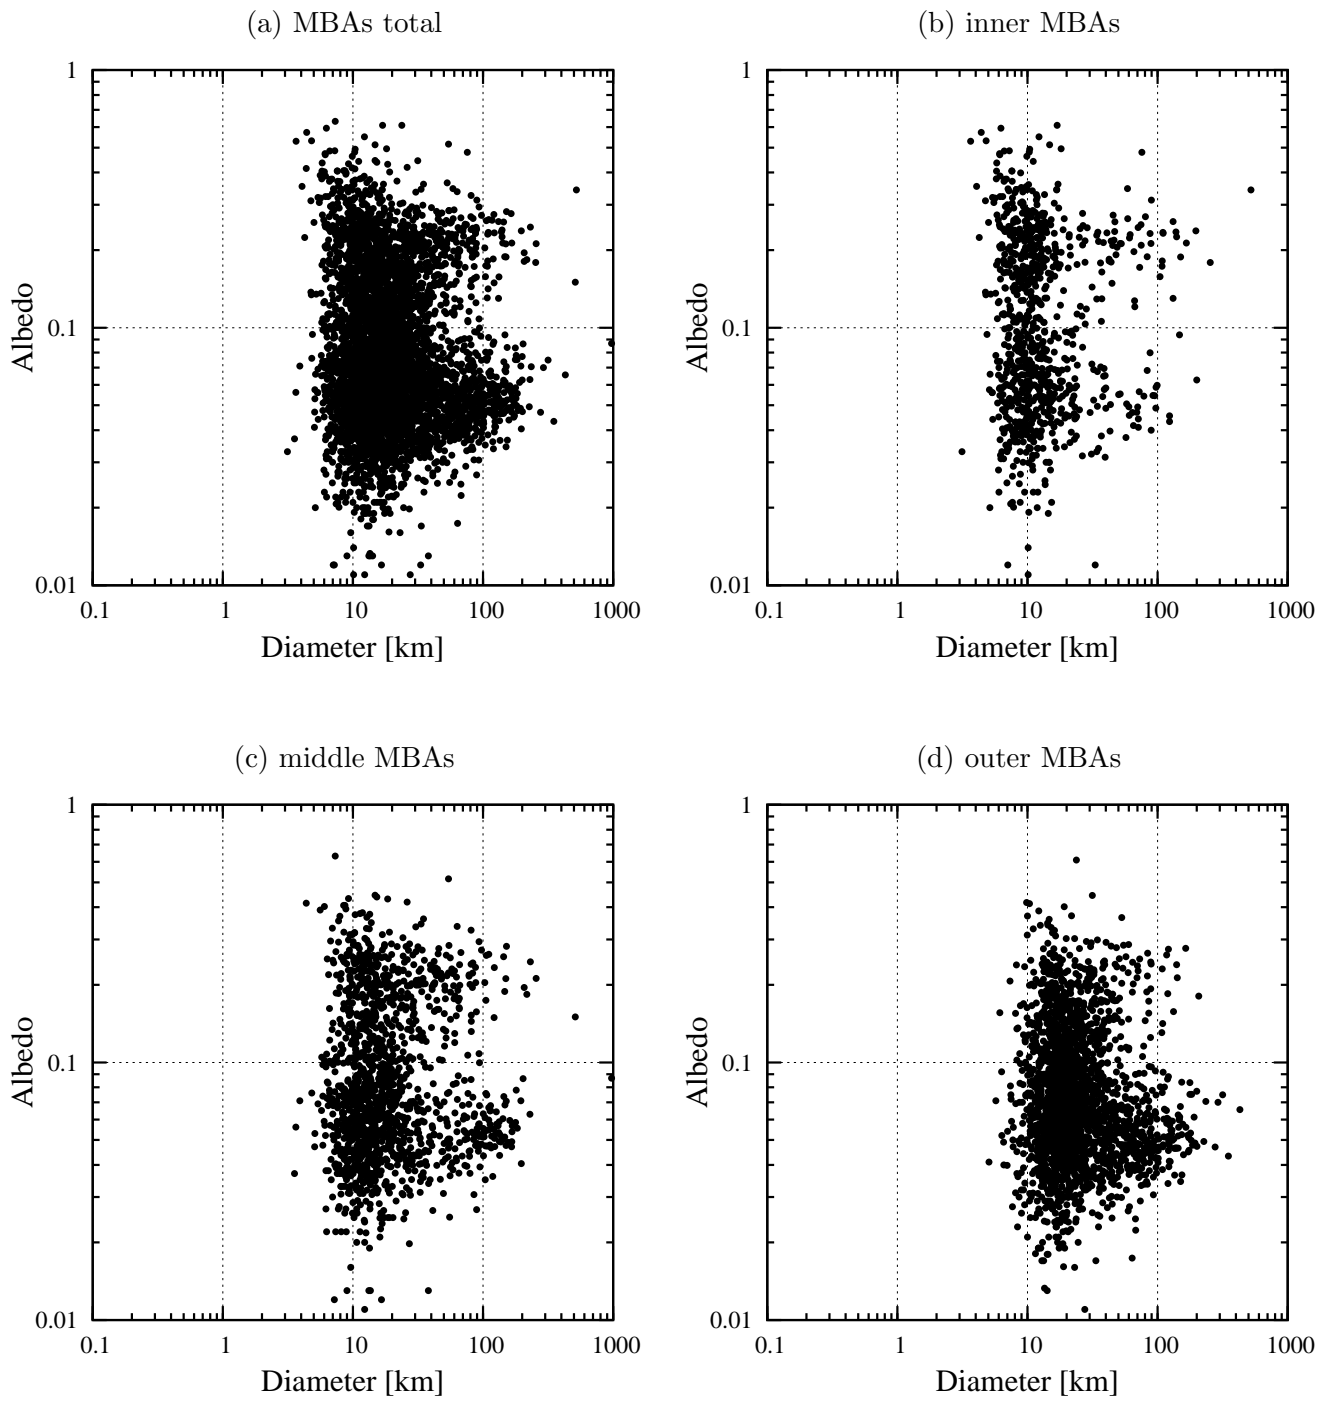 (a) MBAs total
1
0.1
0.01
Albedo
0.1 1 10 100 1000
Diameter [km]
(b) inner MBAs
1
0.1
0.01
Albedo
0.1 1 10 100 1000
Diameter [km]
(c) middle MBAs
1
0.1
0.01
Albedo
0.1 1 10 100 1000
Diameter [km]
(d) outer MBAs
1
0.1
0.01
Albedo
0.1 1 10 100 1000
Diameter [km]